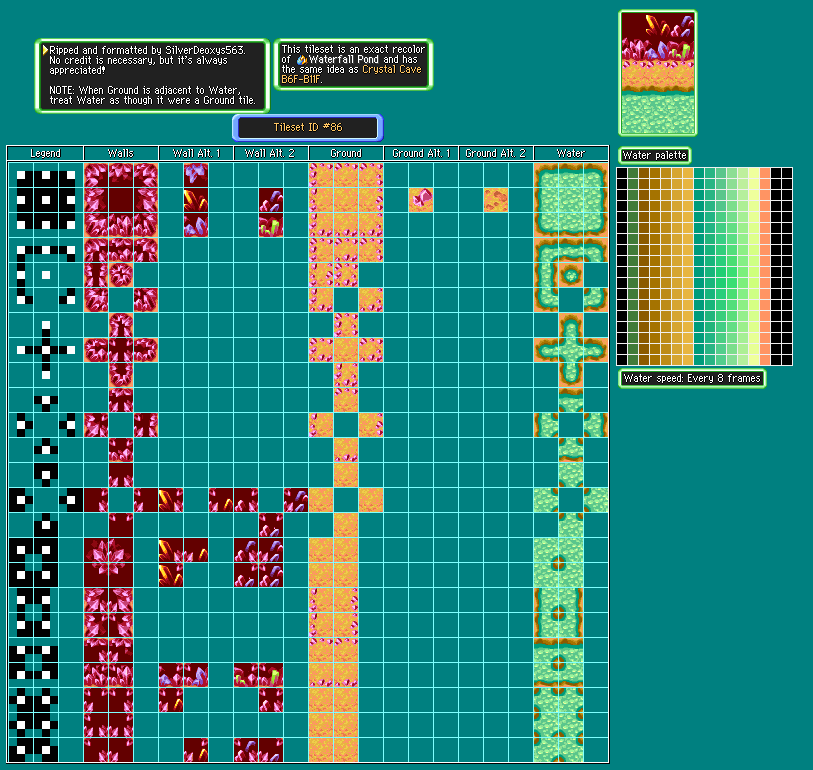 Ripped and formatted by SilverDeoxys563.
No credit is necessary, but it's always
appreciated!
NOTE: When Ground is adjacent to Water,
treat Water as though it were a Ground tile.
This tileset is an exact recolor
of Waterfall Pond and has
the same idea as Crystal Cave
B6F-B11F.
Tileset ID #86
Legend Walls Wall Alt. 1 Wall Alt. 2 Ground Ground Alt. 1 Ground Alt. 2 Water
Water palette
Water speed: Every 8 frames